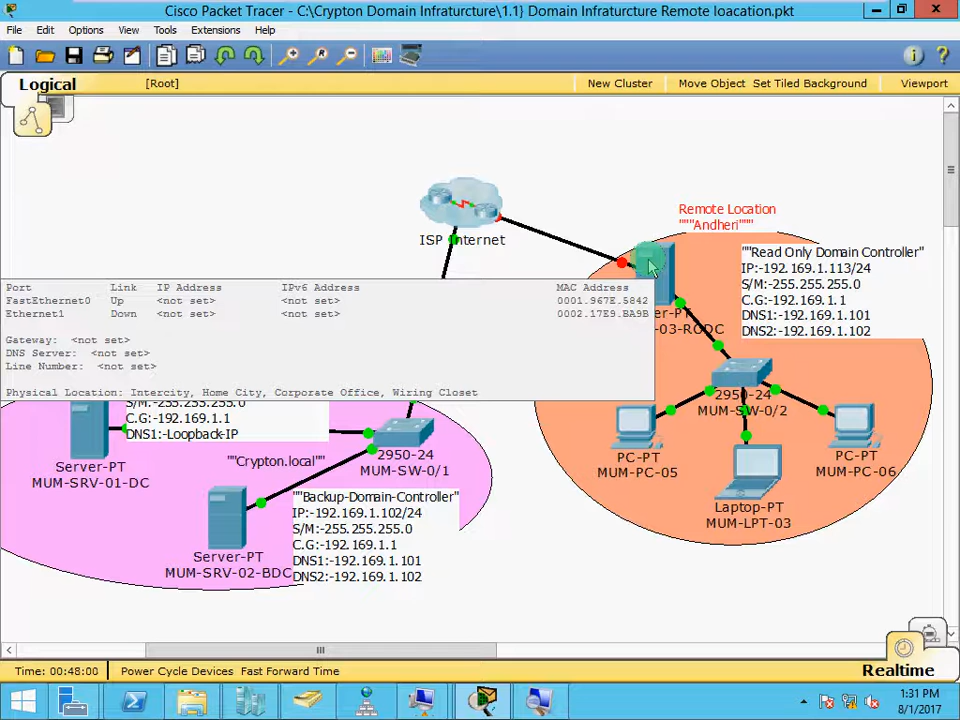 Cisco Packet Tracer - C:\Crypton Domain Infraturcture\1.1} Domain Infraturcture Remote loacation.pkt
File Edit Options View Tools Extensions Help
Logical [Root] New Cluster Move Object Set Tiled Background Viewport
ISP Internet
Remote Location
"""Andheri"""
""Read Only Domain Controller"
IP:-192.169.1.113/24
S/M:-255.255.255.0
C.G:-192.169.1.1
DNS1:-192.169.1.101
DNS2:-192.169.1.102
Port Link IP Address IPv6 Address MAC Address
FastEthernet0 Up <not set> <not set> 0001.967E.5842
Ethernet1 Down <not set> <not set> 0002.17E9.BA9B
Gateway: <not set>
DNS Server: <not set>
Line Number: <not set>
Physical Location: Intercity, Home City, Corporate Office, Wiring Closet
er-PT
-03-RODC
2950-24
MUM-SW-0/2
PC-PT
MUM-PC-05
PC-PT
MUM-PC-06
Laptop-PT
MUM-LPT-03
S/M:-255.255.255.0
C.G:-192.169.1.1
DNS1:-Loopback-IP
Server-PT
MUM-SRV-01-DC
""Crypton.local""
2950-24
MUM-SW-0/1
Server-PT
MUM-SRV-02-BDC
""Backup-Domain-Controller"
IP:-192.169.1.102/24
S/M:-255.255.255.0
C.G:-192.169.1.1
DNS1:-192.169.1.101
DNS2:-192.169.1.102
Time: 00:48:00 Power Cycle Devices Fast Forward Time
Realtime
1:31 PM
8/1/2017